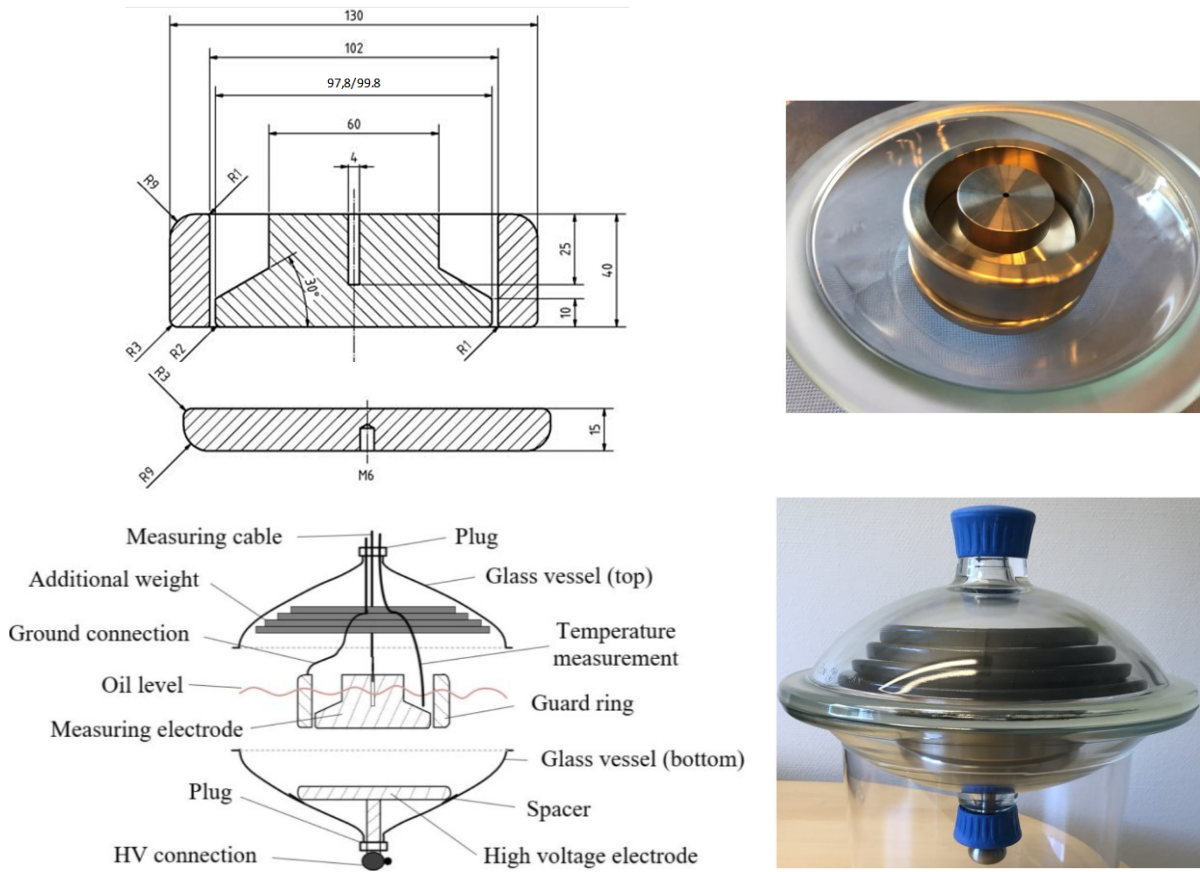 130
102
97,8/99.8
60
4
R9
R1
30°
25
40
10
R3
R2
R1
R3
15
R9
M6
Measuring cable
Plug
Additional weight
Glass vessel (top)
Ground connection
Temperature
measurement
Oil level
Guard ring
Measuring electrode
Glass vessel (bottom)
Plug
Spacer
HV connection
High voltage electrode